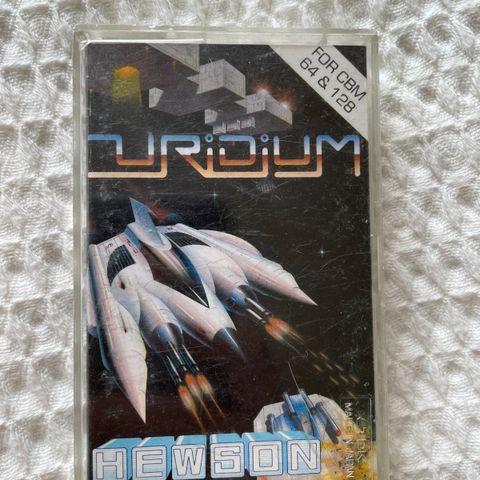 FOR CBM
64 & 128
URIDIUM
HEWSON